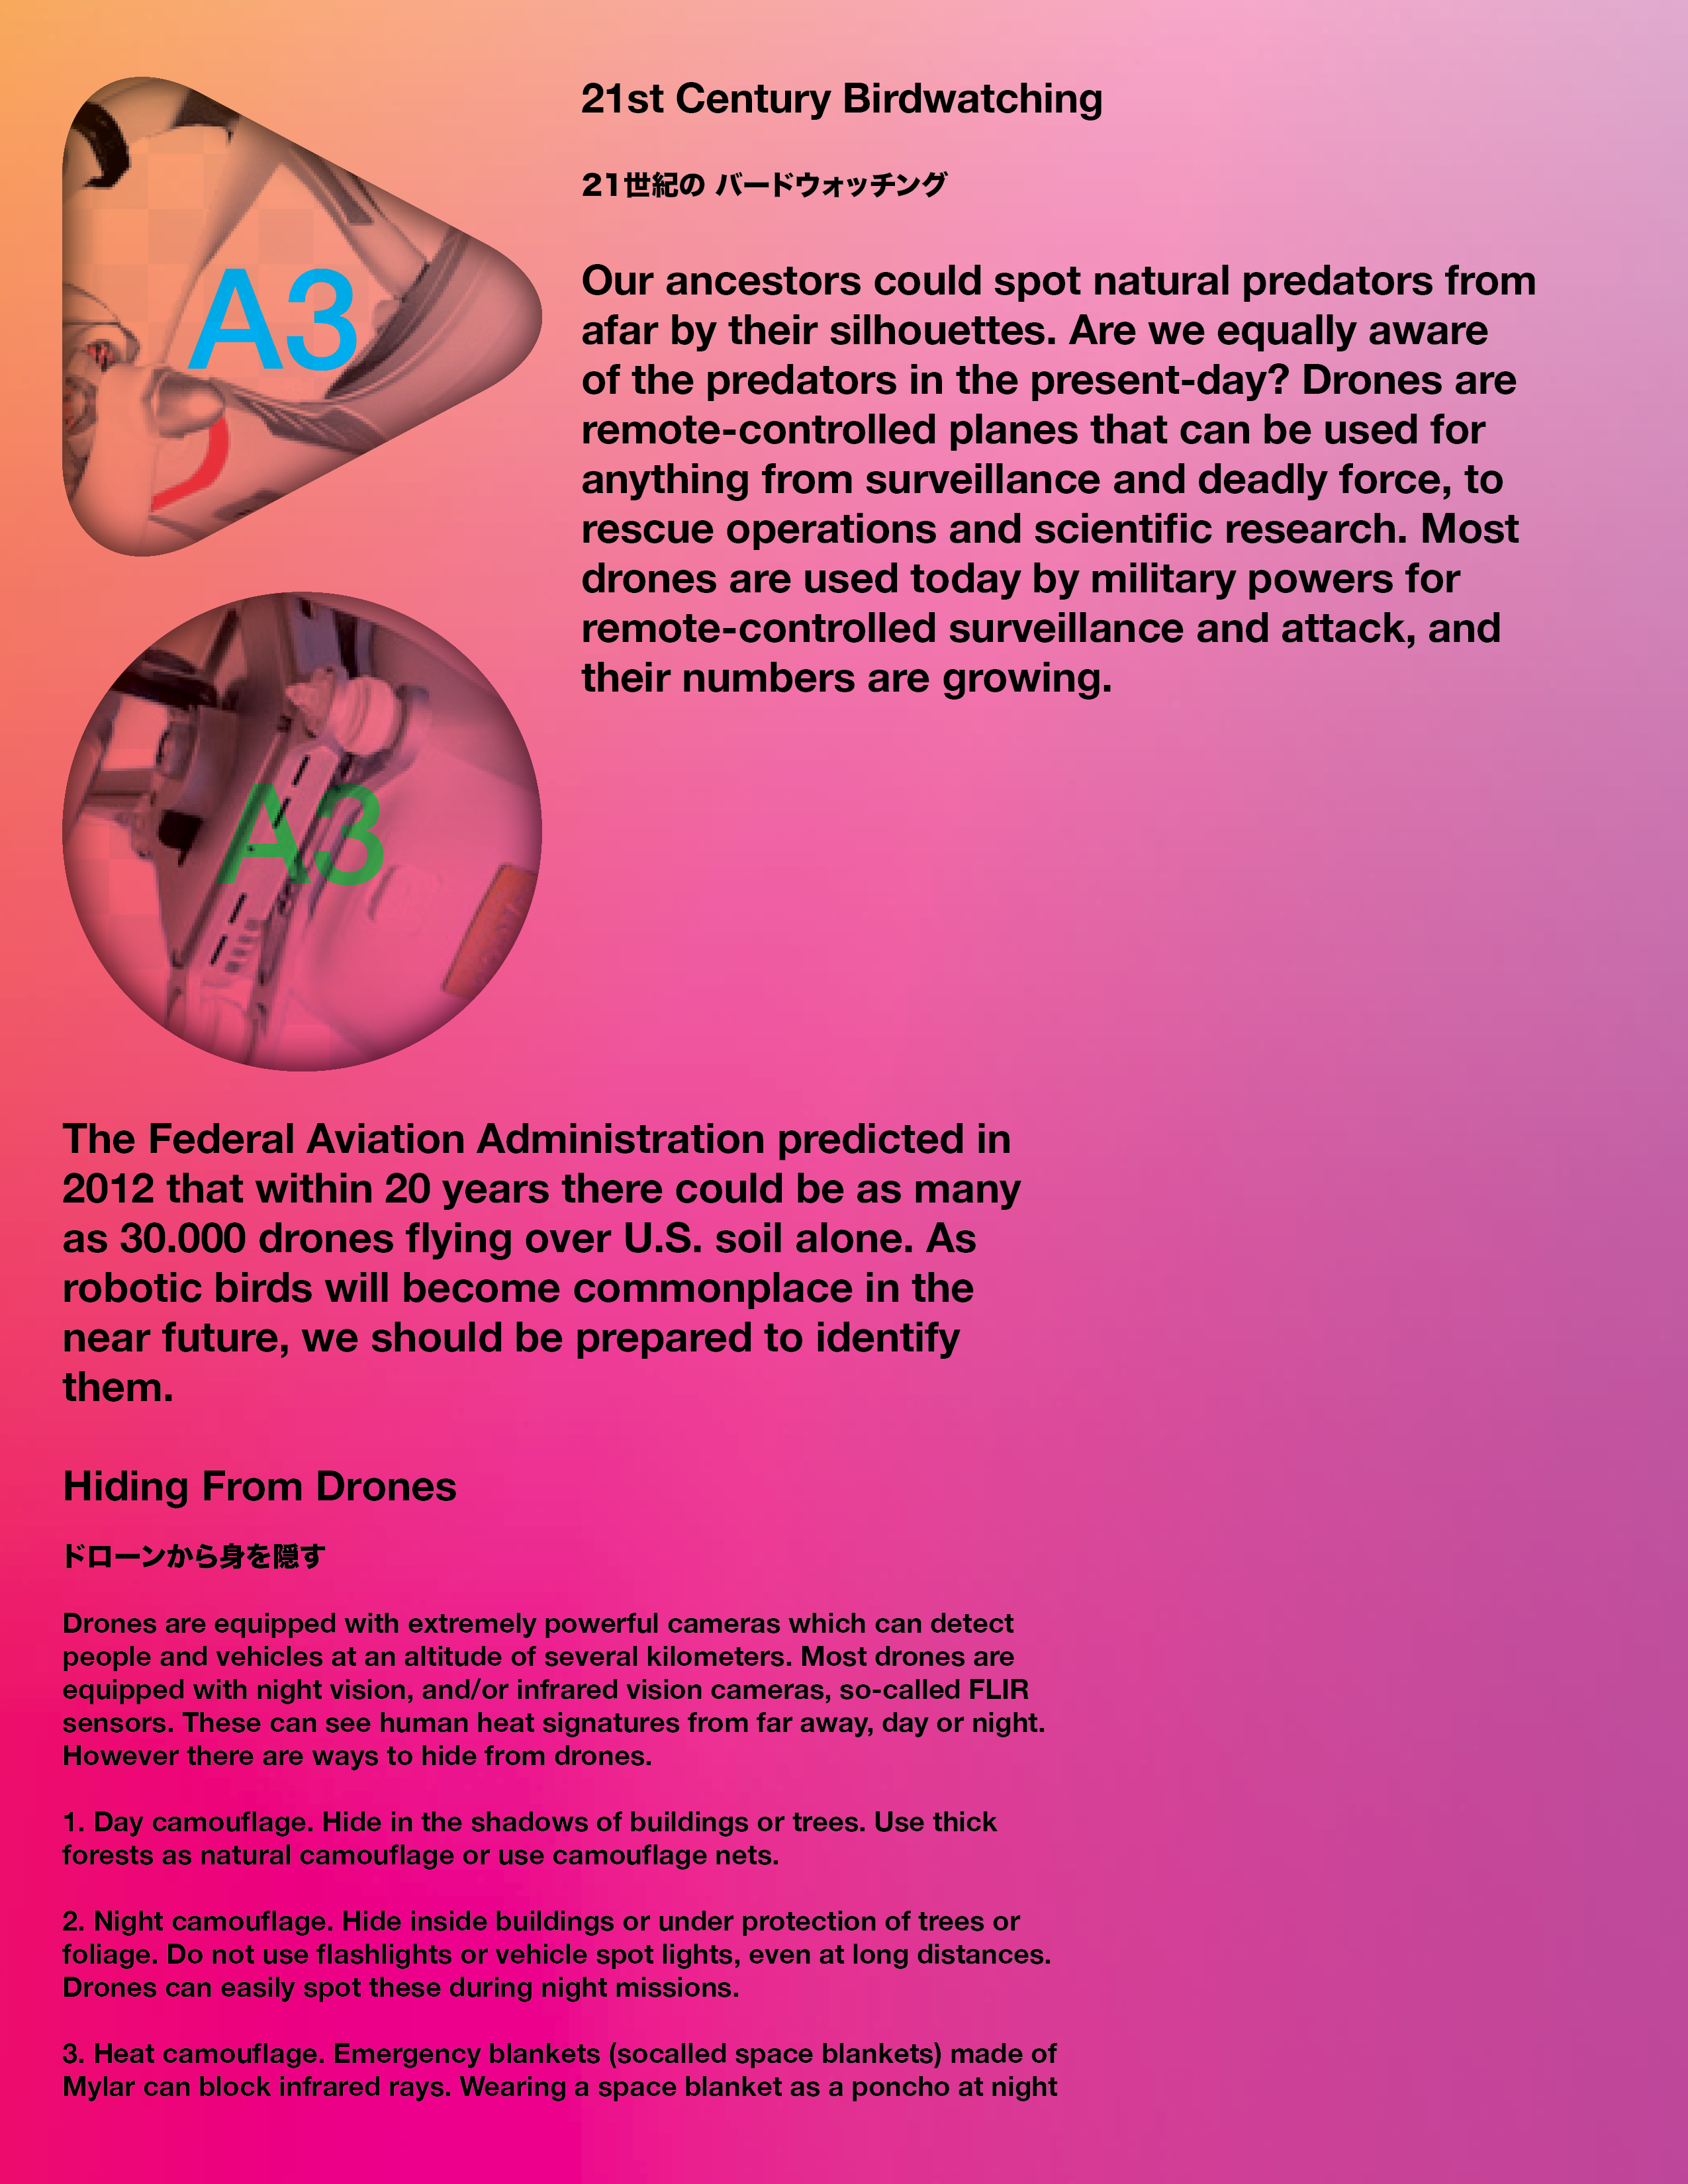 21st Century Birdwatching
21世紀の バードウォッチング
A3
Our ancestors could spot natural predators from
afar by their silhouettes. Are we equally aware
of the predators in the present-day? Drones are
remote-controlled planes that can be used for
anything from surveillance and deadly force, to
rescue operations and scientific research. Most
drones are used today by military powers for
remote-controlled surveillance and attack, and
their numbers are growing.
A3
The Federal Aviation Administration predicted in
2012 that within 20 years there could be as many
as 30.000 drones flying over U.S. soil alone. As
robotic birds will become commonplace in the
near future, we should be prepared to identify
them.
Hiding From Drones
ドローンから身を隠す
Drones are equipped with extremely powerful cameras which can detect
people and vehicles at an altitude of several kilometers. Most drones are
equipped with night vision, and/or infrared vision cameras, so-called FLIR
sensors. These can see human heat signatures from far away, day or night.
However there are ways to hide from drones.
1. Day camouflage. Hide in the shadows of buildings or trees. Use thick
forests as natural camouflage or use camouflage nets.
2. Night camouflage. Hide inside buildings or under protection of trees or
foliage. Do not use flashlights or vehicle spot lights, even at long distances.
Drones can easily spot these during night missions.
3. Heat camouflage. Emergency blankets (socalled space blankets) made of
Mylar can block infrared rays. Wearing a space blanket as a poncho at night